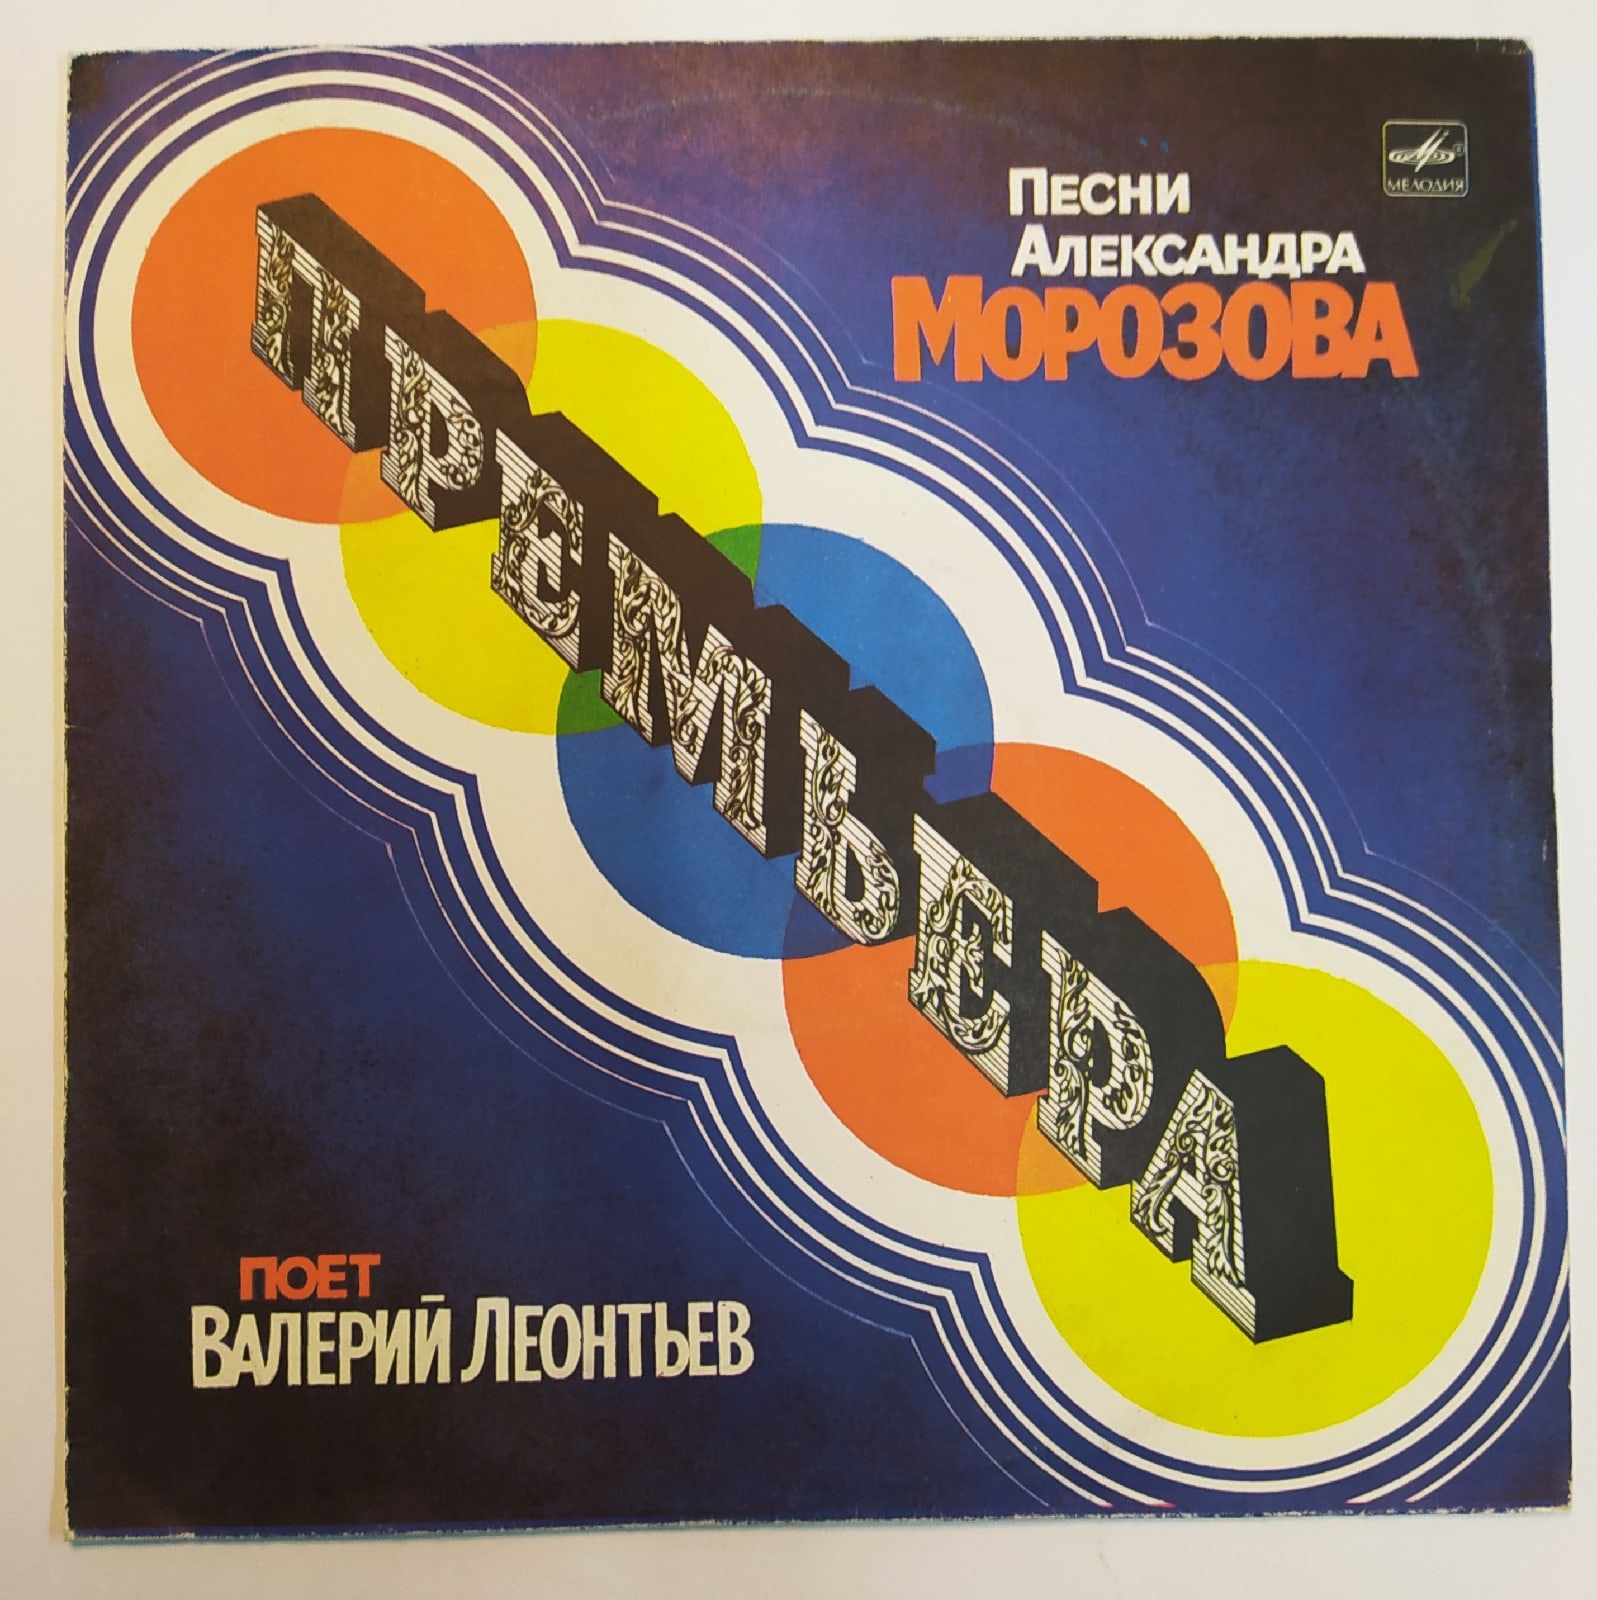 МЕЛОДИЯ
Песни
Александра
Морозова
ПРЕМЬЕРА
поет
Валерий Леонтьев